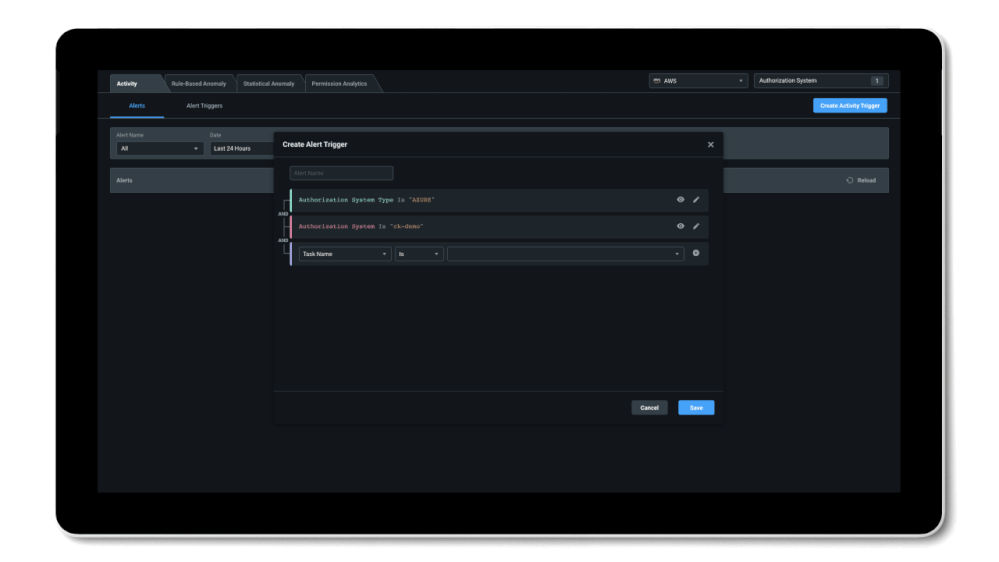 Activity Rule-Based Anomaly Statistical Anomaly Permission Analytics AWS Authorization System 1
Alerts Alert Triggers Create Activity Trigger
Alert Name Date
All Last 24 Hours
Create Alert Trigger
Alerts Reload
Alert Name
Authorization System Type Is "AZURE"
AND
Authorization System Is "ck-demo"
AND
Task Name Is
Cancel Save